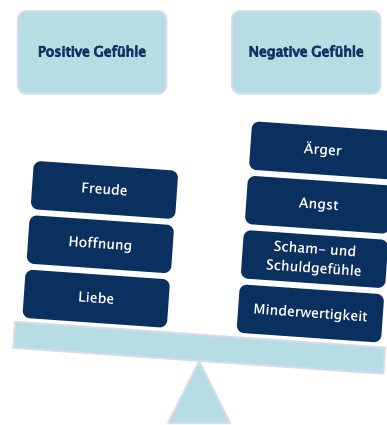 Positive Gefühle
Negative Gefühle
Freude
Hoffnung
Liebe
Ärger
Angst
Scham- und
Schuldgefühle
Minderwertigkeit